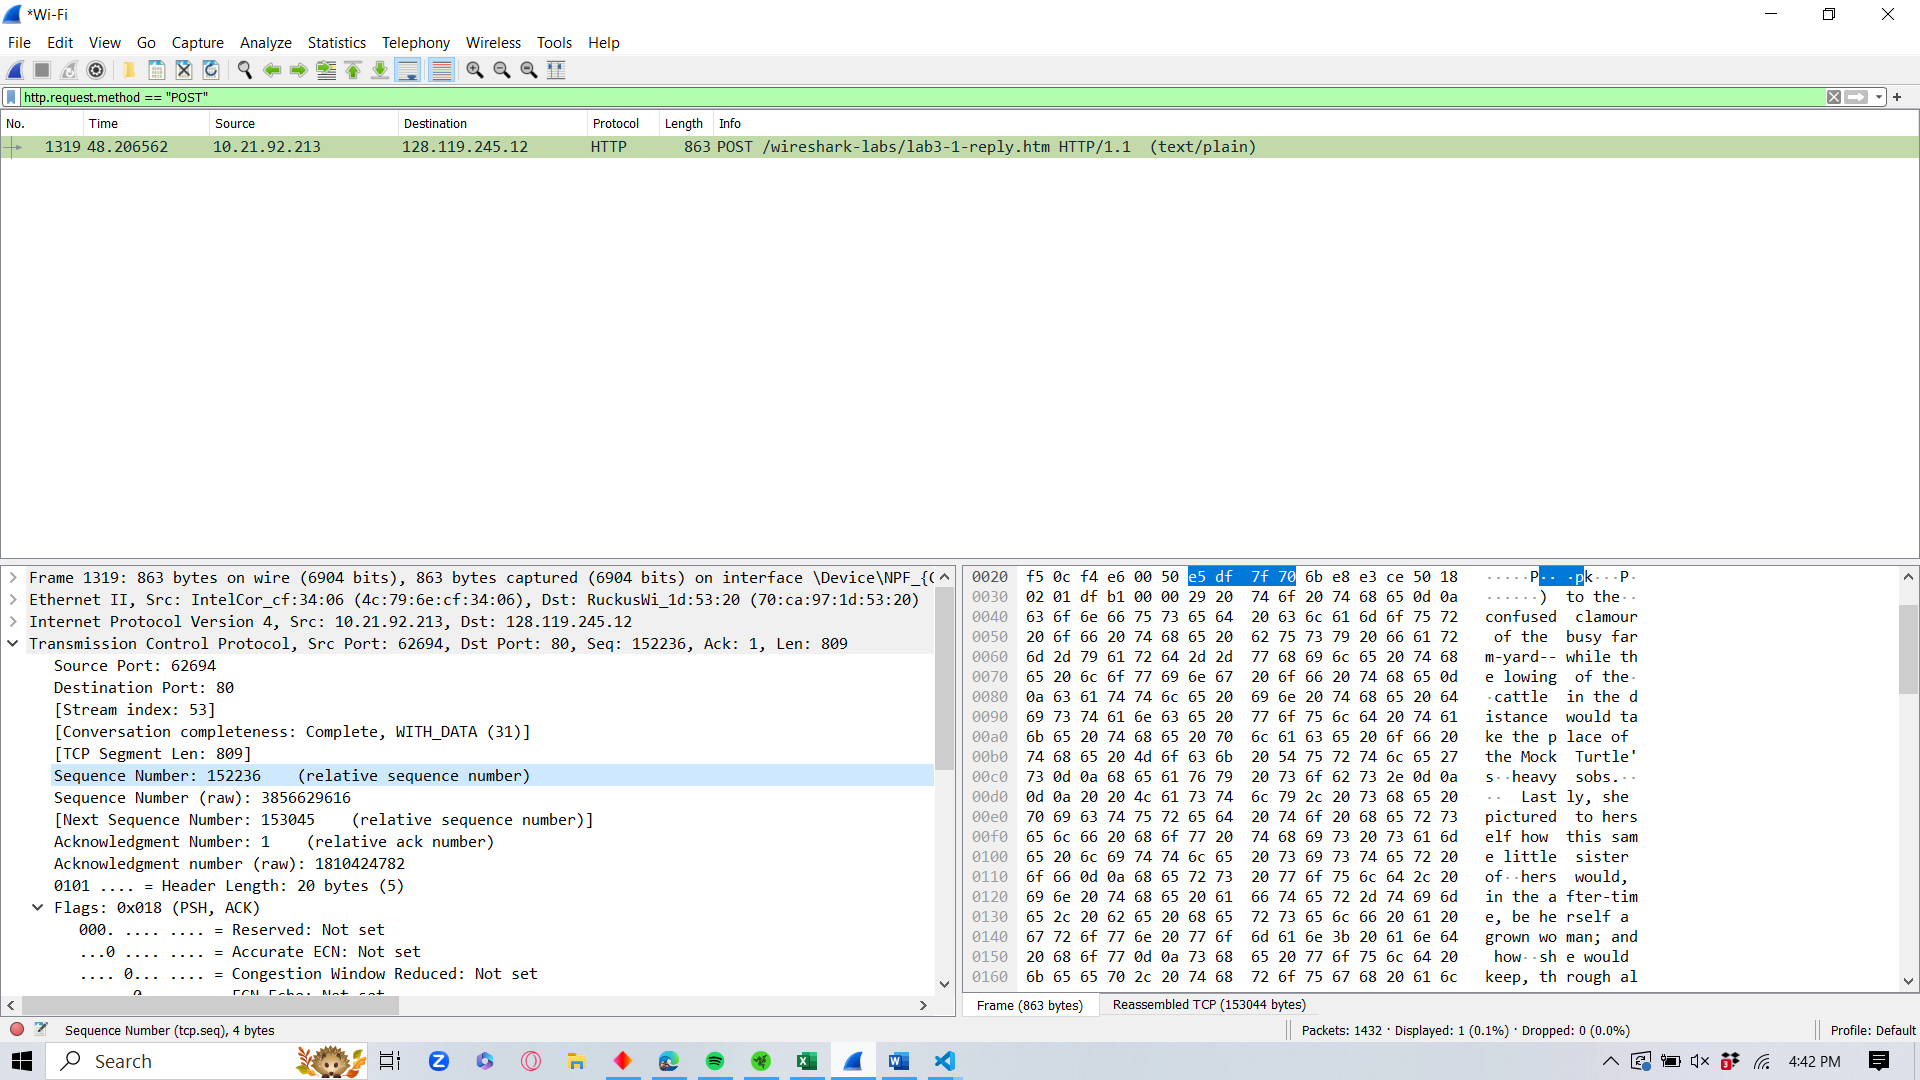 *Wi-Fi
File Edit View Go Capture Analyze Statistics Telephony Wireless Tools Help
http.request.method == "POST"
No. Time Source Destination Protocol Length Info
1319 48.206562 10.21.92.213 128.119.245.12 HTTP 863 POST /wireshark-labs/lab3-1-reply.htm HTTP/1.1 (text/plain)
Frame 1319: 863 bytes on wire (6904 bits), 863 bytes captured (6904 bits) on interface \Device\NPF_{
Ethernet II, Src: IntelCor_cf:34:06 (4c:79:6e:cf:34:06), Dst: RuckusWi_1d:53:20 (70:ca:97:1d:53:20)
Internet Protocol Version 4, Src: 10.21.92.213, Dst: 128.119.245.12
Transmission Control Protocol, Src Port: 62694, Dst Port: 80, Seq: 152236, Ack: 1, Len: 809
Source Port: 62694
Destination Port: 80
[Stream index: 53]
[Conversation completeness: Complete, WITH_DATA (31)]
[TCP Segment Len: 809]
Sequence Number: 152236 (relative sequence number)
Sequence Number (raw): 3856629616
[Next Sequence Number: 153045 (relative sequence number)]
Acknowledgment Number: 1 (relative ack number)
Acknowledgment number (raw): 1810424782
0101 .... = Header Length: 20 bytes (5)
Flags: 0x018 (PSH, ACK)
000. .... .... = Reserved: Not set
...0 .... .... = Accurate ECN: Not set
.... 0... .... = Congestion Window Reduced: Not set
0020 f5 0c f4 e6 00 50 e5 df 7f 70 6b e8 e3 ce 50 18 ·····P·· ·pk···P·
0030 02 01 df b1 00 00 29 20 74 6f 20 74 68 65 0d 0a ······) to the··
0040 63 6f 6e 66 75 73 65 64 20 63 6c 61 6d 6f 75 72 confused clamour
0050 20 6f 66 20 74 68 65 20 62 75 73 79 20 66 61 72 of the busy far
0060 6d 2d 79 61 72 64 2d 2d 77 68 69 6c 65 20 74 68 m-yard-- while th
0070 65 20 6c 6f 77 69 6e 67 20 6f 66 20 74 68 65 0d e lowing of the·
0080 0a 63 61 74 74 6c 65 20 69 6e 20 74 68 65 20 64 ·cattle in the d
0090 69 73 74 61 6e 63 65 20 77 6f 75 6c 64 20 74 61 istance would ta
00a0 6b 65 20 74 68 65 20 70 6c 61 63 65 20 6f 66 20 ke the p lace of
00b0 74 68 65 20 4d 6f 63 6b 20 54 75 72 74 6c 65 27 the Mock Turtle'
00c0 73 0d 0a 68 65 61 76 79 20 73 6f 62 73 2e 0d 0a s··heavy sobs.··
00d0 0d 0a 20 20 4c 61 73 74 6c 79 2c 20 73 68 65 20 ·· Last ly, she
00e0 70 69 63 74 75 72 65 64 20 74 6f 20 68 65 72 73 pictured to hers
00f0 65 6c 66 20 68 6f 77 20 74 68 69 73 20 73 61 6d elf how this sam
0100 65 20 6c 69 74 74 6c 65 20 73 69 73 74 65 72 20 e little sister
0110 6f 66 0d 0a 68 65 72 73 20 77 6f 75 6c 64 2c 20 of··hers would,
0120 69 6e 20 74 68 65 20 61 66 74 65 72 2d 74 69 6d in the a fter-tim
0130 65 2c 20 62 65 20 68 65 72 73 65 6c 66 20 61 20 e, be he rself a
0140 67 72 6f 77 6e 20 77 6f 6d 61 6e 3b 20 61 6e 64 grown wo man; and
0150 20 68 6f 77 0d 0a 73 68 65 20 77 6f 75 6c 64 20 how··sh e would
0160 6b 65 65 70 2c 20 74 68 72 6f 75 67 68 20 61 6c keep, th rough al
Frame (863 bytes) Reassembled TCP (153044 bytes)
Sequence Number (tcp.seq), 4 bytes
Packets: 1432 · Displayed: 1 (0.1%) · Dropped: 0 (0.0%)
Profile: Default
Search
4:42 PM